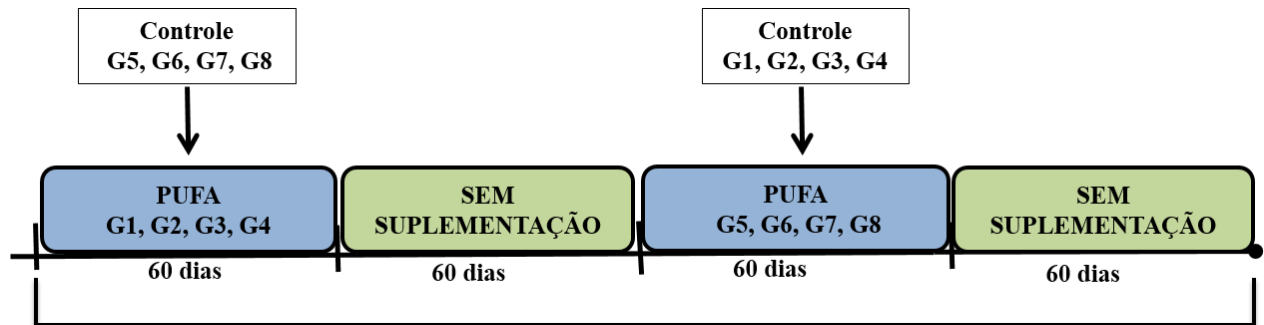 Controle
G5, G6, G7, G8
Controle
G1, G2, G3, G4
PUFA
G1, G2, G3, G4
SEM
SUPLEMENTAÇÃO
PUFA
G5, G6, G7, G8
SEM
SUPLEMENTAÇÃO
60 dias
60 dias
60 dias
60 dias